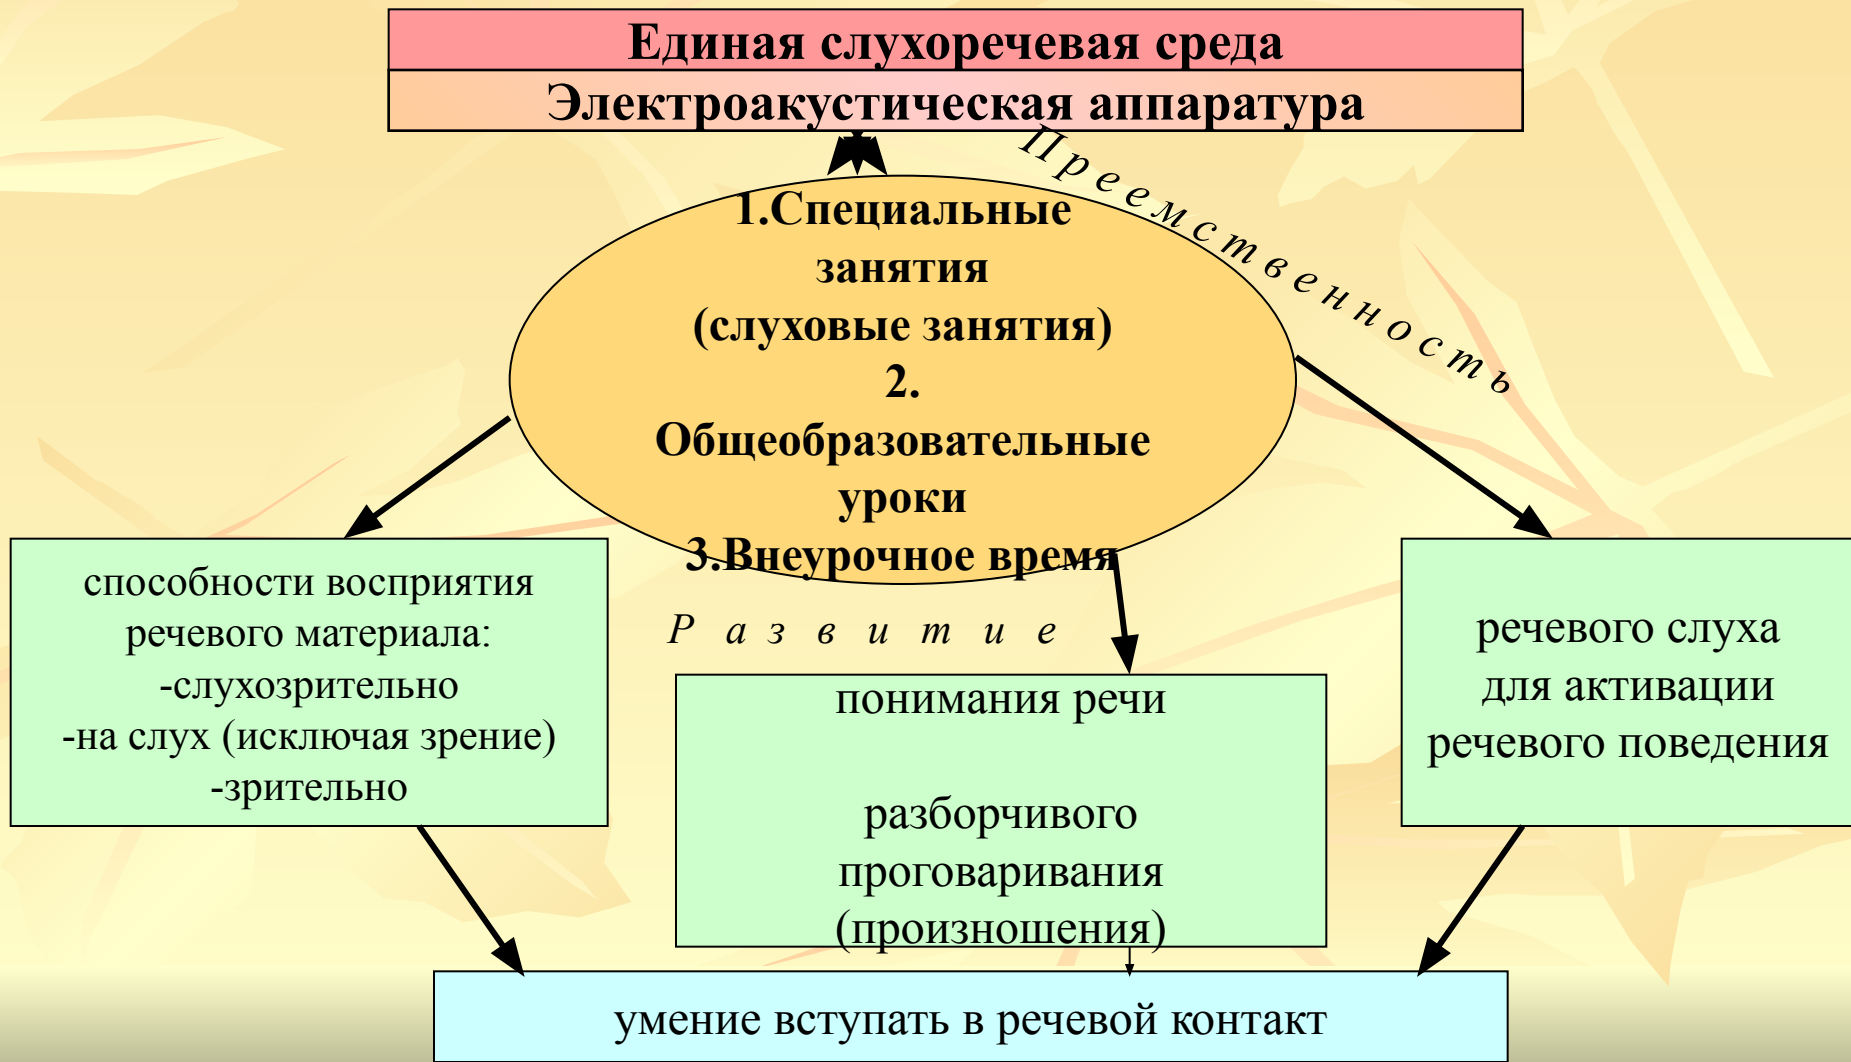 Единая слухоречевая среда
Электроакустическая аппаратура
Преемственность
1.Специальные
занятия
(слуховые занятия)
2.
Общеобразовательные
уроки
3.Внеурочное время
Развитие
способности восприятия
речевого материала:
-слухозрительно
-на слух (исключая зрение)
-зрительно
понимания речи
разборчивого
проговаривания
(произношения)
речевого слуха
для активации
речевого поведения
умение вступать в речевой контакт